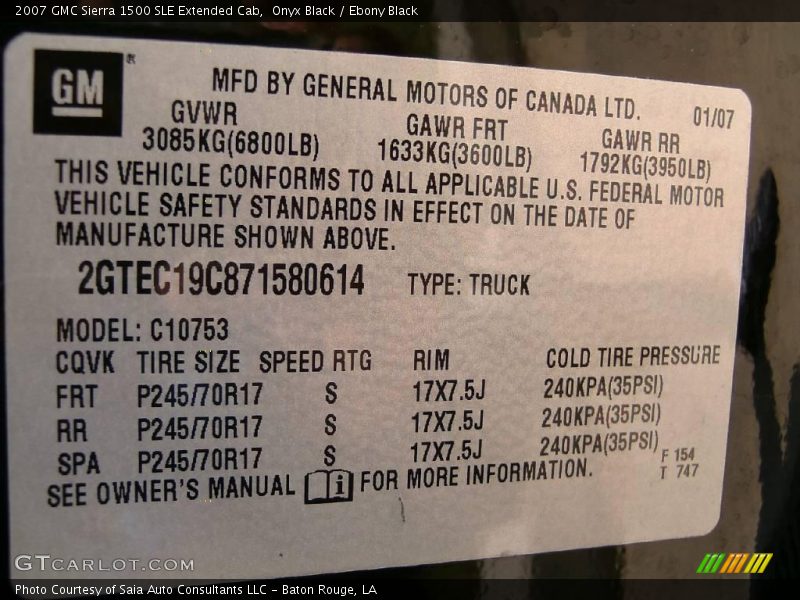 2007 GMC Sierra 1500 SLE Extended Cab, Onyx Black / Ebony Black
GM®
MFD BY GENERAL MOTORS OF CANADA LTD.
01/07
GVWR GAWR FRT GAWR RR
3085KG(6800LB) 1633KG(3600LB) 1792KG(3950LB)
THIS VEHICLE CONFORMS TO ALL APPLICABLE U.S. FEDERAL MOTOR
VEHICLE SAFETY STANDARDS IN EFFECT ON THE DATE OF
MANUFACTURE SHOWN ABOVE.
2GTEC19C871580614 TYPE: TRUCK
MODEL: C10753
CQVK TIRE SIZE SPEED RTG RIM COLD TIRE PRESSURE
FRT P245/70R17 S 17X7.5J 240KPA(35PSI)
RR P245/70R17 S 17X7.5J 240KPA(35PSI)
SPA P245/70R17 S 17X7.5J 240KPA(35PSI)
F 154
T 747
SEE OWNER'S MANUAL i FOR MORE INFORMATION.
GTCARLOT.COM
Photo Courtesy of Saia Auto Consultants LLC - Baton Rouge, LA